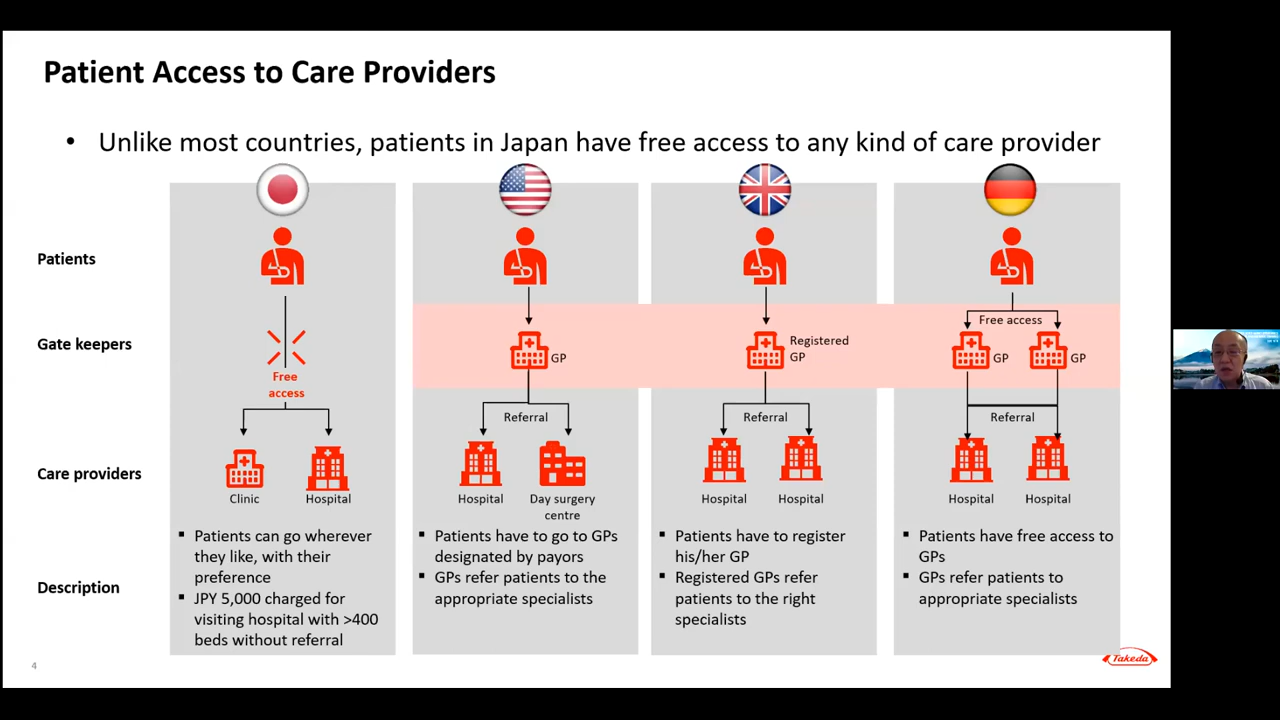 Patient Access to Care Providers
• Unlike most countries, patients in Japan have free access to any kind of care provider
Patients
Gate keepers
Care providers
Description
Free
access
Clinic
Hospital
▪ Patients can go wherever
they like, with their
preference
▪ JPY 5,000 charged for
visiting hospital with >400
beds without referral
GP
Referral
Hospital
Day surgery
centre
▪ Patients have to go to GPs
designated by payors
▪ GPs refer patients to the
appropriate specialists
Registered
GP
Referral
Hospital
Hospital
▪ Patients have to register
his/her GP
▪ Registered GPs refer
patients to the right
specialists
Free access
GP
GP
Referral
Hospital
Hospital
▪ Patients have free access to
GPs
▪ GPs refer patients to
appropriate specialists
4
Takeda